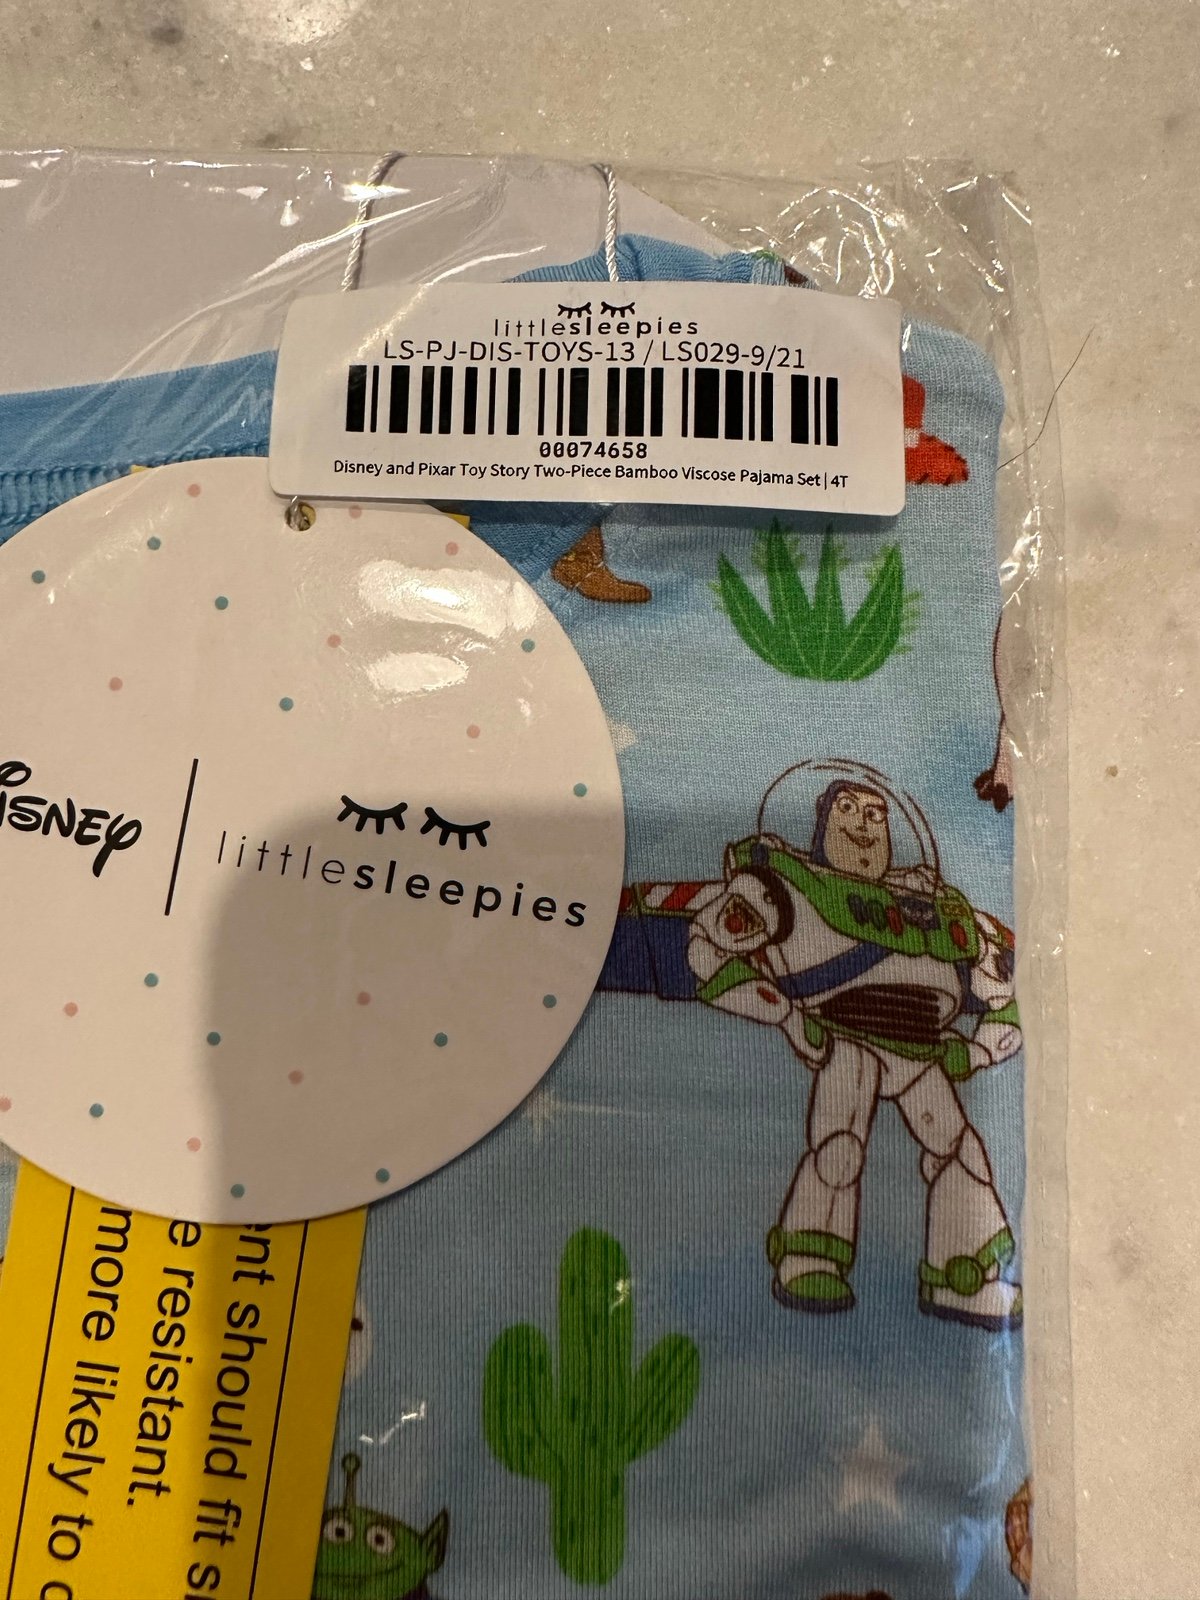 littlesleepies
LS-PJ-DIS-TOYS-13 / LS029-9/21
00074658
Disney and Pixar Toy Story Two-Piece Bamboo Viscose Pajama Set | 4T
DISNEY
littlesleepies
should fit
resistant.
more likely to